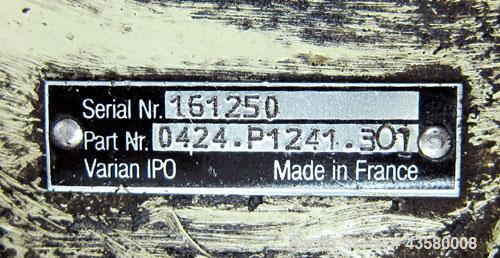 Serial Nr. 161250
Part Nr. 0424.P1241.301
Varian IPO Made in France
43580008